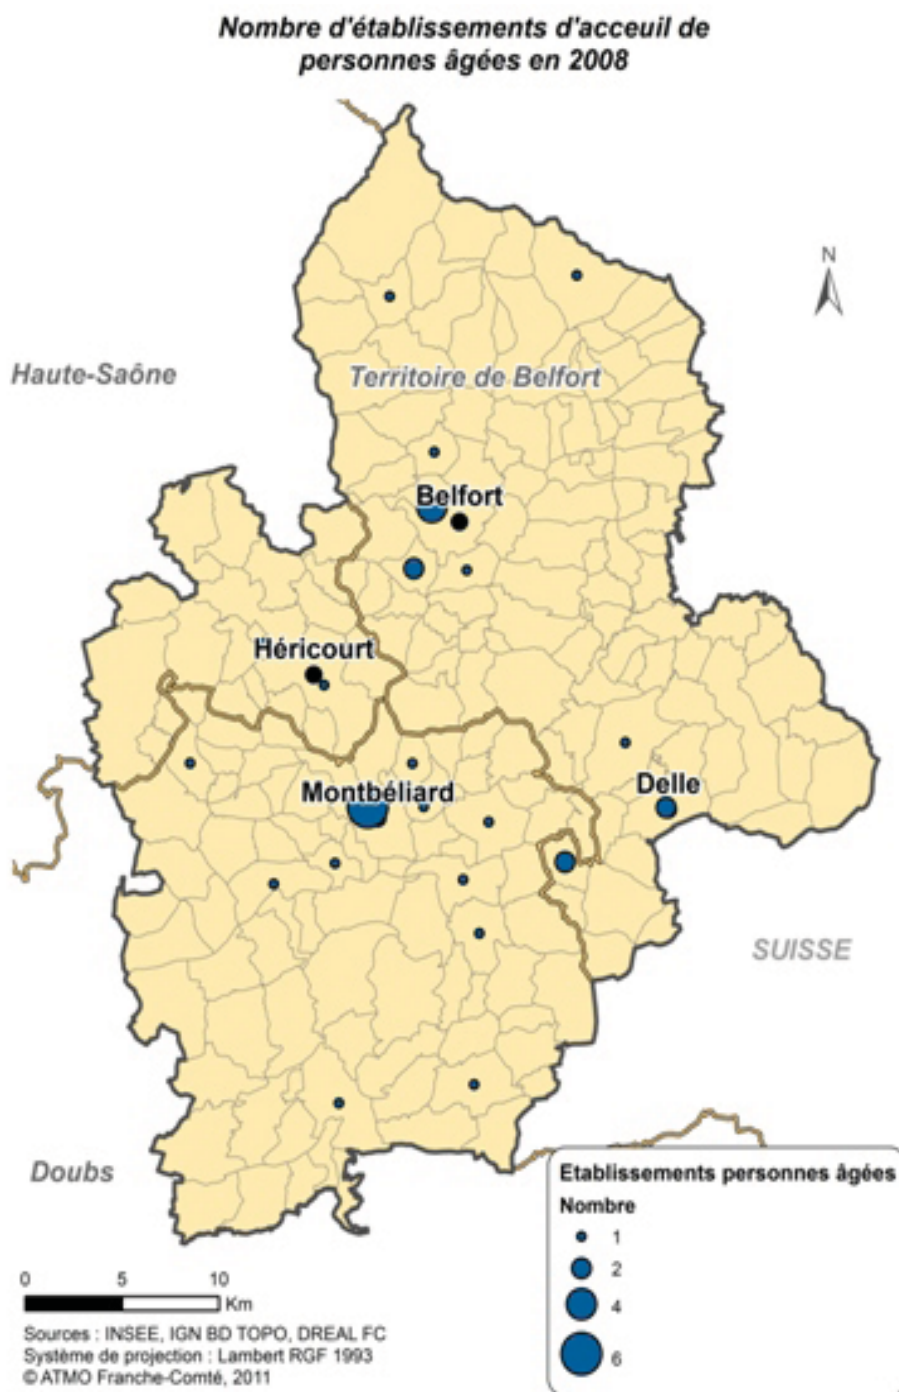 Nombre d'établissements d'acceuil de
personnes âgées en 2008
N
Haute-Saône
Territoire de Belfort
Belfort
Héricourt
Montbéliard
Delle
SUISSE
Doubs
Etablissements personnes âgées
Nombre
1
2
4
6
0 5 10
Km
Sources : INSEE, IGN BD TOPO, DREAL FC
Système de projection : Lambert RGF 1993
© ATMO Franche-Comté, 2011